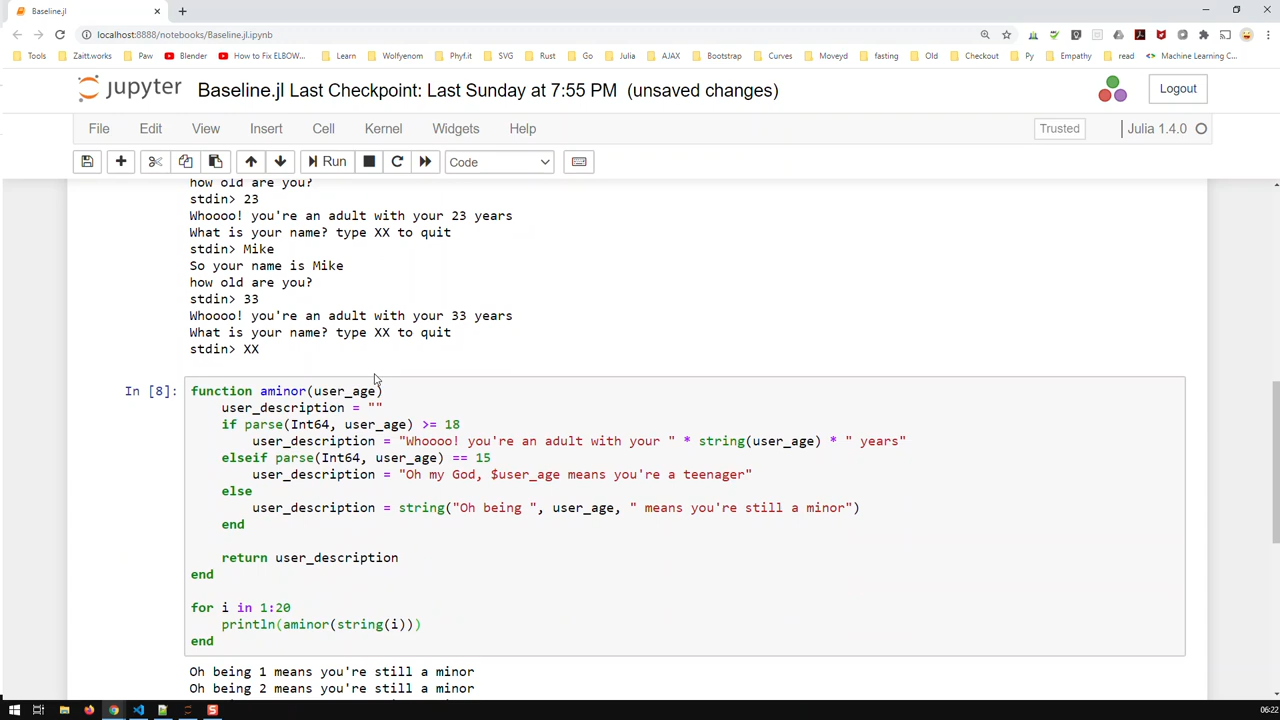 Baseline.jl
localhost:8888/notebooks/Baseline.jl.ipynb
Tools Zaitt.works Paw Blender How to Fix ELBOW... Learn Wolfyenom Phyf.it SVG Rust Go Julia AJAX Bootstrap Curves Moveyd fasting Old Checkout Py Empathy read Machine Learning C...
jupyter Baseline.jl Last Checkpoint: Last Sunday at 7:55 PM (unsaved changes) Logout
File Edit View Insert Cell Kernel Widgets Help Trusted Julia 1.4.0
Run Code
how old are you?
stdin> 23
Whoooo! you're an adult with your 23 years
What is your name? type XX to quit
stdin> Mike
So your name is Mike
how old are you?
stdin> 33
Whoooo! you're an adult with your 33 years
What is your name? type XX to quit
stdin> XX
In [8]: function aminor(user_age)
user_description = ""
if parse(Int64, user_age) >= 18
user_description = "Whoooo! you're an adult with your " * string(user_age) * " years"
elseif parse(Int64, user_age) == 15
user_description = "Oh my God, $user_age means you're a teenager"
else
user_description = string("Oh being ", user_age, " means you're still a minor")
end
return user_description
end
for i in 1:20
println(aminor(string(i)))
end
Oh being 1 means you're still a minor
Oh being 2 means you're still a minor
06:22